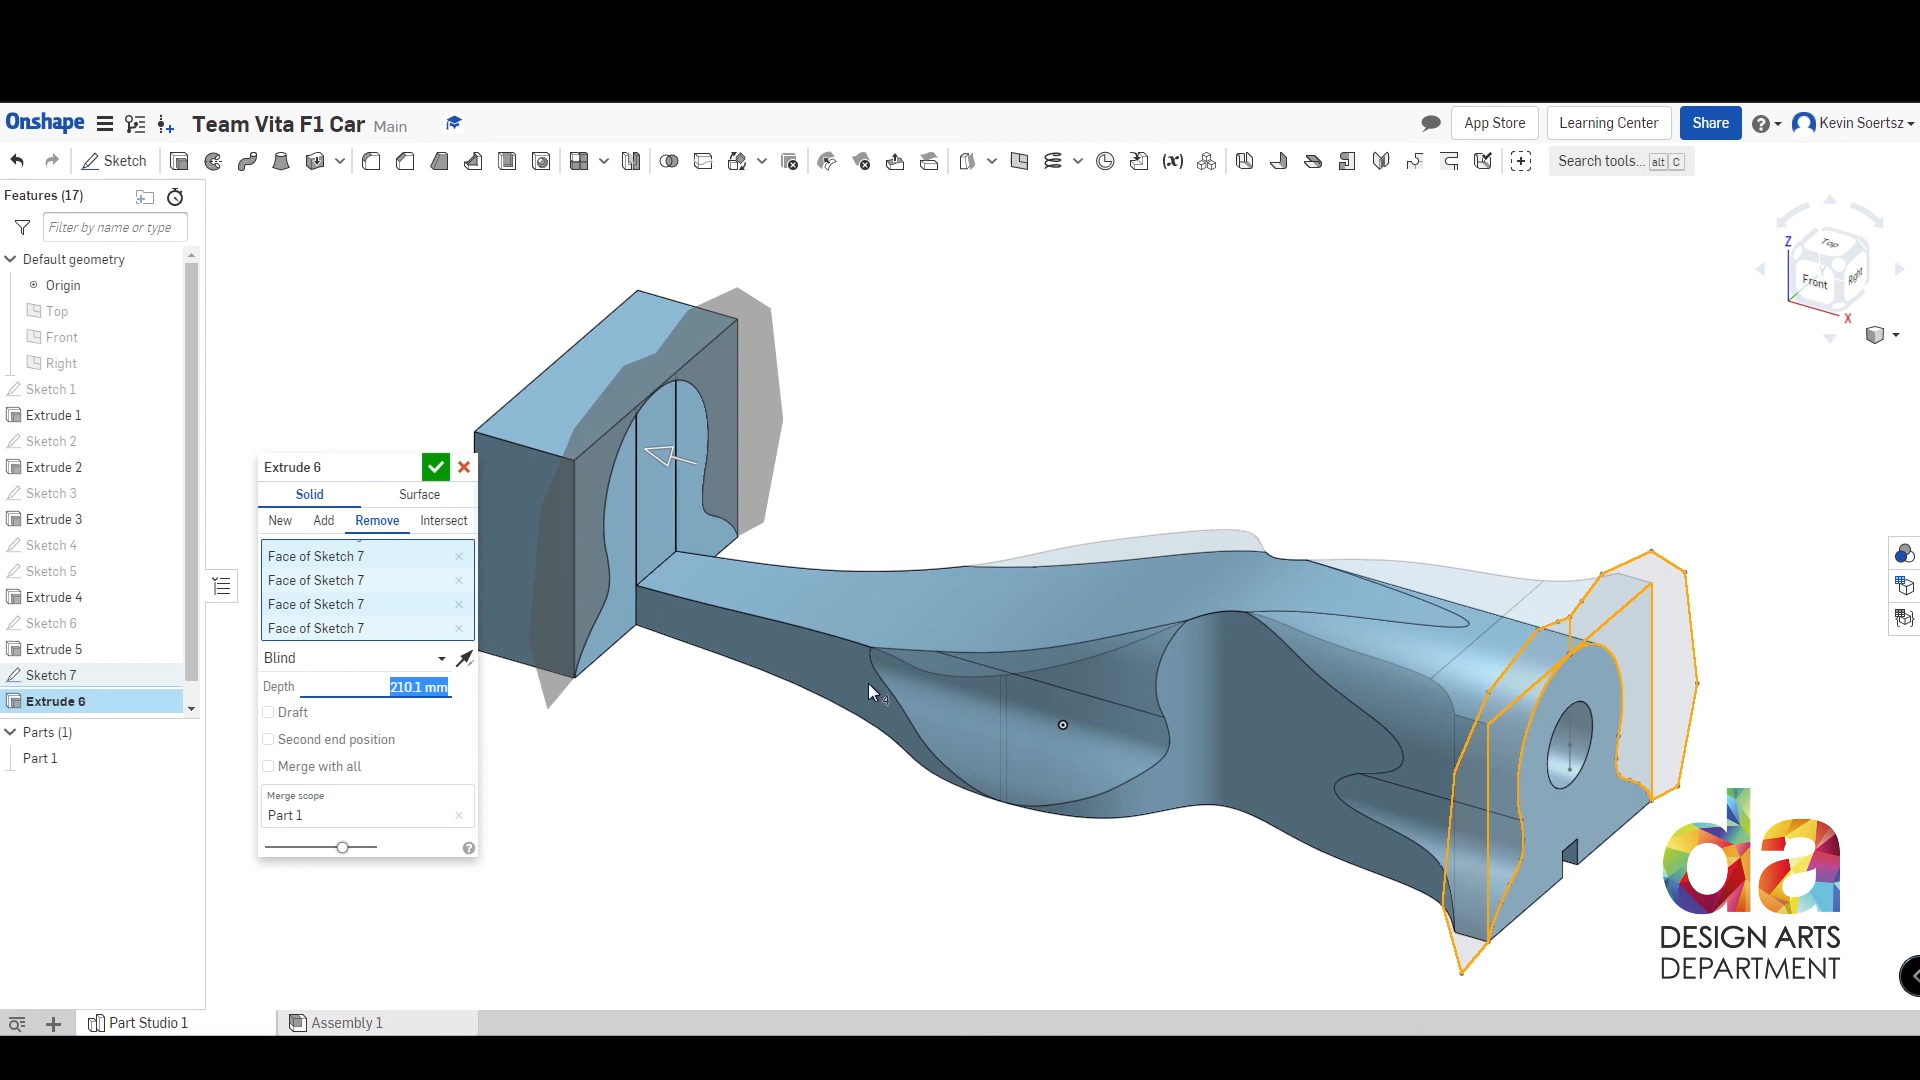 Onshape
Team Vita F1 Car Main
App Store
Learning Center
Share
Kevin Soertsz
Sketch
Search tools... alt C
Features (17)
Filter by name or type
Default geometry
Origin
Top
Front
Right
Sketch 1
Extrude 1
Sketch 2
Extrude 2
Sketch 3
Extrude 3
Sketch 4
Sketch 5
Extrude 4
Sketch 6
Extrude 5
Sketch 7
Extrude 6
Parts (1)
Part 1
Extrude 6
Solid Surface
New Add Remove Intersect
Face of Sketch 7
Face of Sketch 7
Face of Sketch 7
Face of Sketch 7
Blind
Depth 210.1 mm
Draft
Second end position
Merge with all
Merge scope
Part 1
4
Z
Top
Front
Right
Y
X
da
DESIGN ARTS
DEPARTMENT
Part Studio 1
Assembly 1